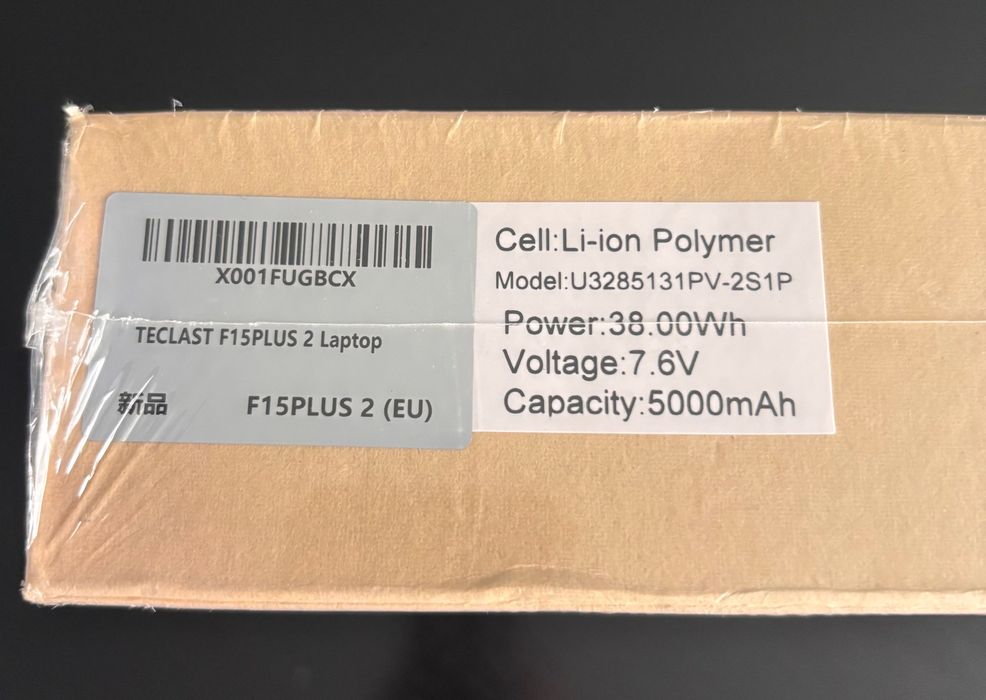 X001FUGBCX
TECLAST F15PLUS 2 Laptop
新品
F15PLUS 2 (EU)
Cell:Li-ion Polymer
Model:U3285131PV-2S1P
Power:38.00Wh
Voltage:7.6V
Capacity:5000mAh